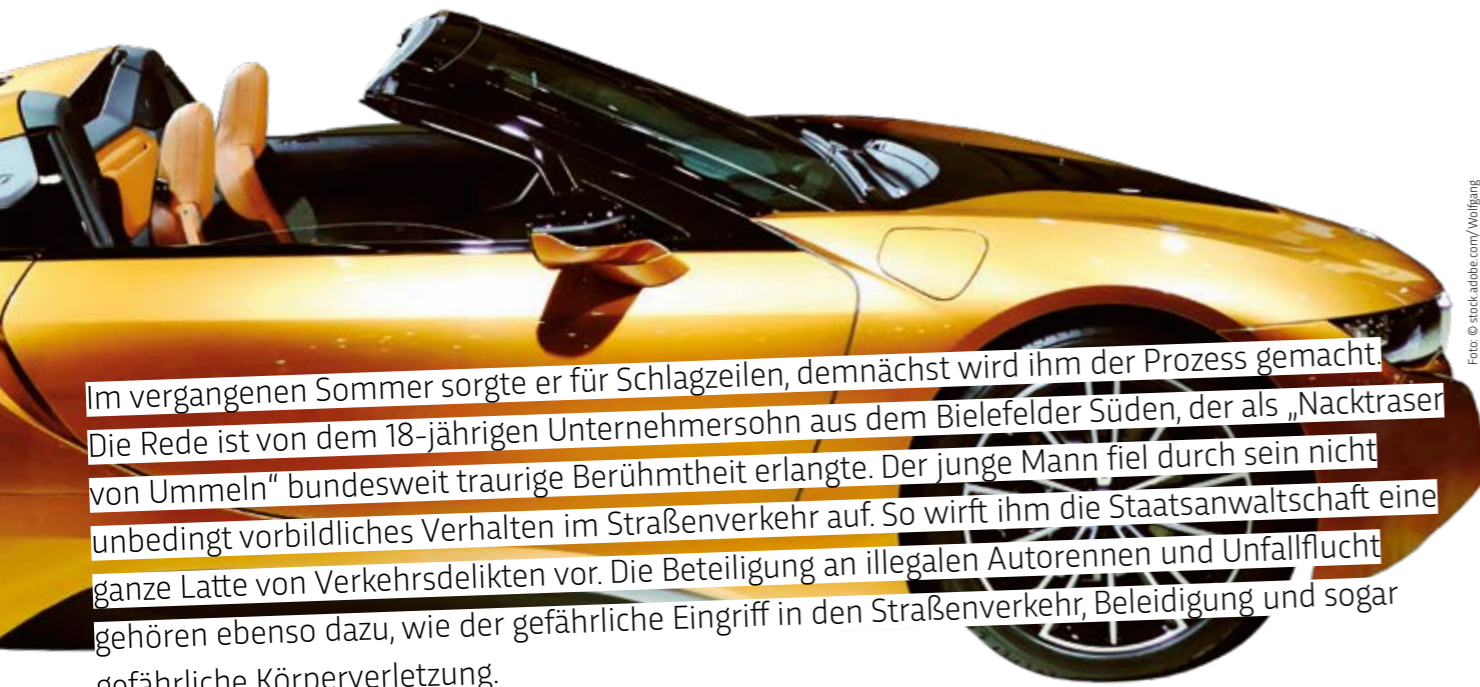 Im vergangenen Sommer sorgte er für Schlagzeilen, demnächst wird ihm der Prozess gemacht.
Die Rede ist von dem 18-jährigen Unternehmersohn aus dem Bielefelder Süden, der als „Nacktraser
von Ummeln“ bundesweit traurige Berühmtheit erlangte. Der junge Mann fiel durch sein nicht
unbedingt vorbildliches Verhalten im Straßenverkehr auf. So wirft ihm die Staatsanwaltschaft eine
ganze Latte von Verkehrsdelikten vor. Die Beteiligung an illegalen Autorennen und Unfallflucht
gehören ebenso dazu, wie der gefährliche Eingriff in den Straßenverkehr, Beleidigung und sogar
gefährliche Körperverletzung.
Foto: © stock.adobe.com/Wolfgang